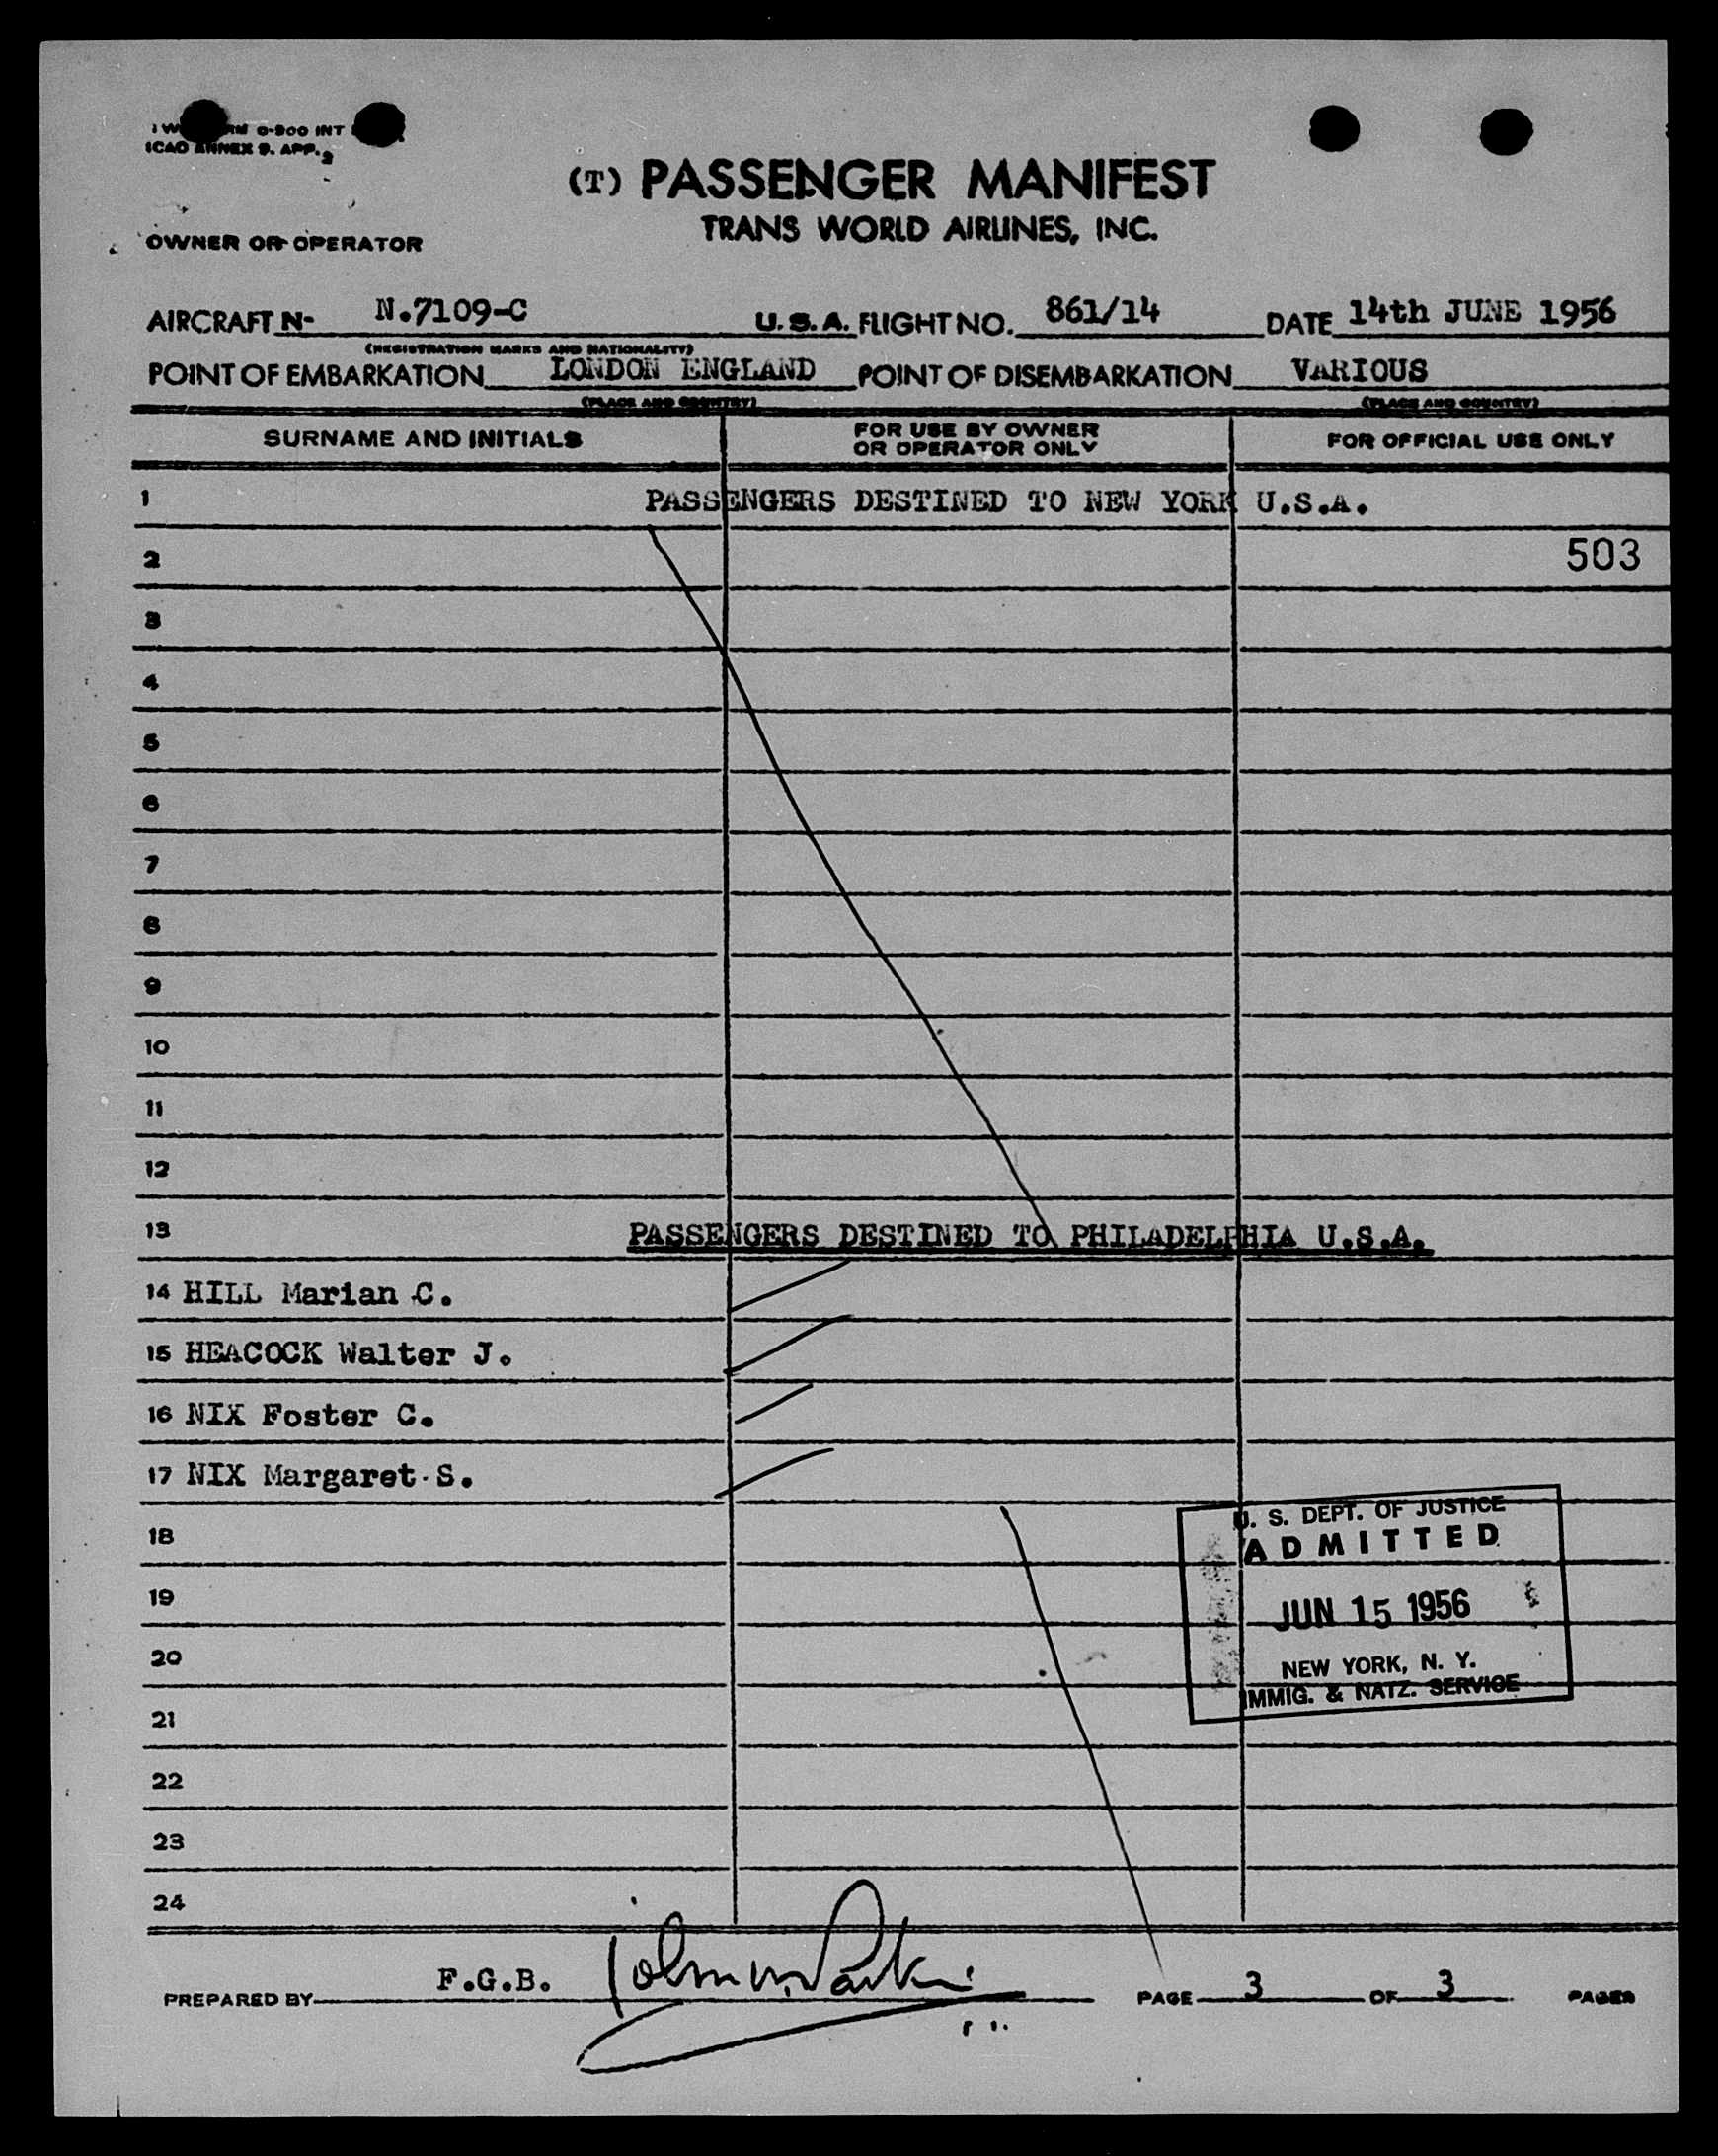 RM O-900 INT
ICAO ANNEX 9. APP. 2
(T) PASSENGER MANIFEST
TRANS WORLD AIRLINES, INC.
OWNER OR OPERATOR
AIRCRAFT N- N.7109-C U.S.A. FLIGHT NO. 861/14 DATE 14th JUNE 1956
(REGISTRATION MARKS AND NATIONALITY)
POINT OF EMBARKATION LONDON ENGLAND POINT OF DISEMBARKATION VARIOUS
(PLACE AND COUNTRY) (PLACE AND COUNTRY)
SURNAME AND INITIALS FOR USE BY OWNER OR OPERATOR ONLY FOR OFFICIAL USE ONLY
1 PASSENGERS DESTINED TO NEW YORK U.S.A.
2 503
3
4
5
6
7
8
9
10
11
12
13 PASSENGERS DESTINED TO PHILADELPHIA U.S.A.
14 HILL Marian C.
15 HEACOCK Walter J.
16 NIX Foster C.
17 NIX Margaret S.
U. S. DEPT. OF JUSTICE
18 ADMITTED
19 JUN 15 1956
20 NEW YORK, N. Y.
IMMIG. & NATZ. SERVICE
21
22
23
24
PREPARED BY F.G.B. PAGE 3 OF 3 PAGES